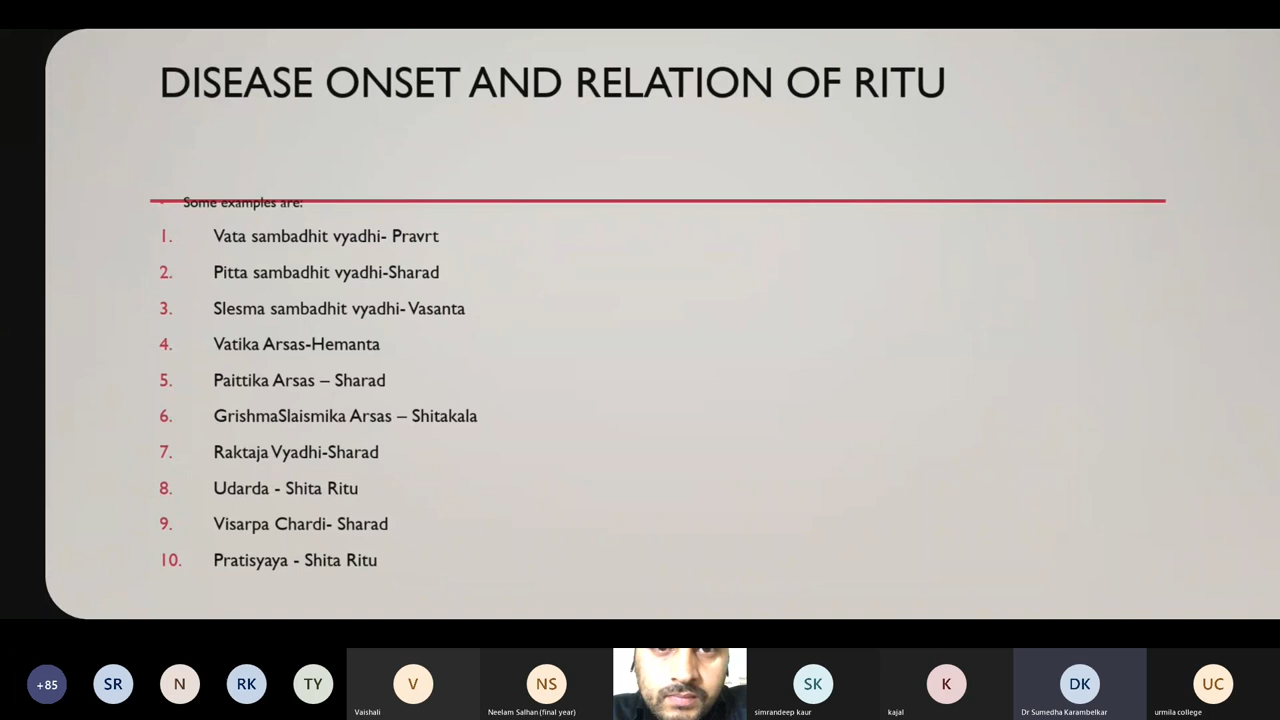 DISEASE ONSET AND RELATION OF RITU
Some examples are:
1. Vata sambadhit vyadhi- Pravrt
2. Pitta sambadhit vyadhi-Sharad
3. Slesma sambadhit vyadhi- Vasanta
4. Vatika Arsas-Hemanta
5. Paittika Arsas – Sharad
6. GrishmaSlaismika Arsas – Shitakala
7. Raktaja Vyadhi-Sharad
8. Udarda - Shita Ritu
9. Visarpa Chardi- Sharad
10. Pratisyaya - Shita Ritu
+85 SR N RK TY V NS SK K DK UC
Vaishali Neelam Salhan (final year) simrandeep kaur kajal Dr Sumedha Karambelkar urmila college